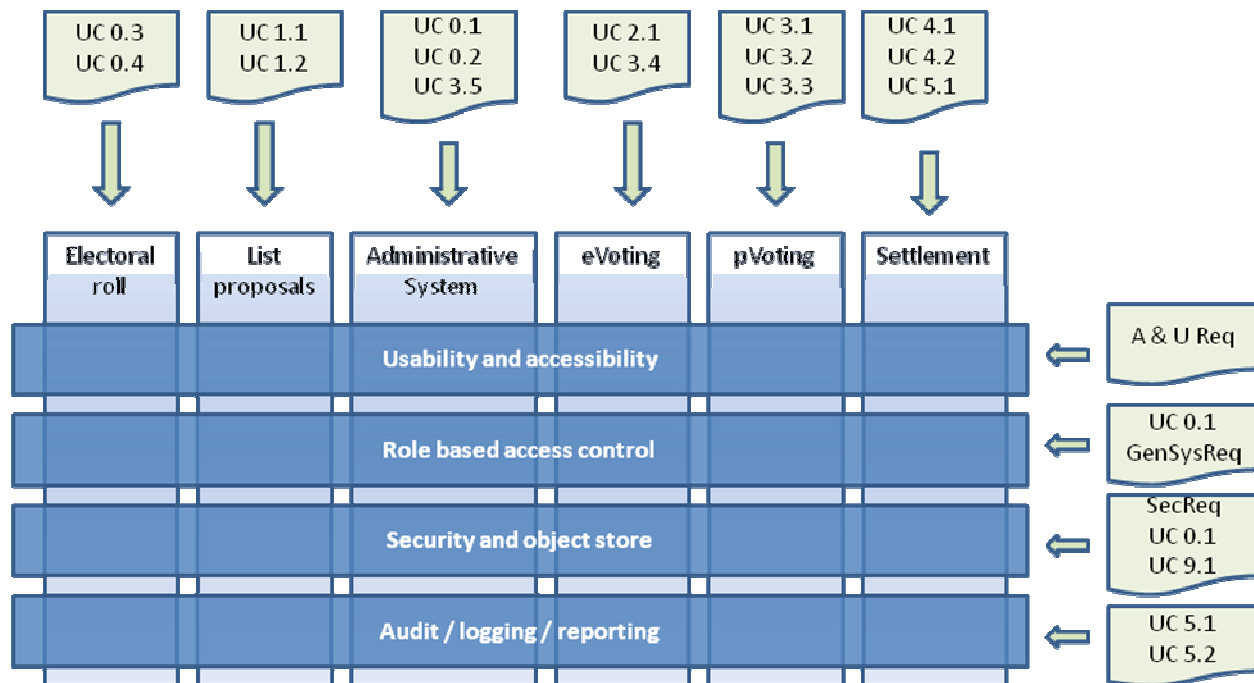 UC 0.3
UC 0.4
UC 1.1
UC 1.2
UC 0.1
UC 0.2
UC 3.5
UC 2.1
UC 3.4
UC 3.1
UC 3.2
UC 3.3
UC 4.1
UC 4.2
UC 5.1
Electoral
roll
List
proposals
Administrative
System
eVoting
pVoting
Settlement
Usability and accessibility
A & U Req
Role based access control
UC 0.1
GenSysReq
Security and object store
SecReq
UC 0.1
UC 9.1
Audit / logging / reporting
UC 5.1
UC 5.2